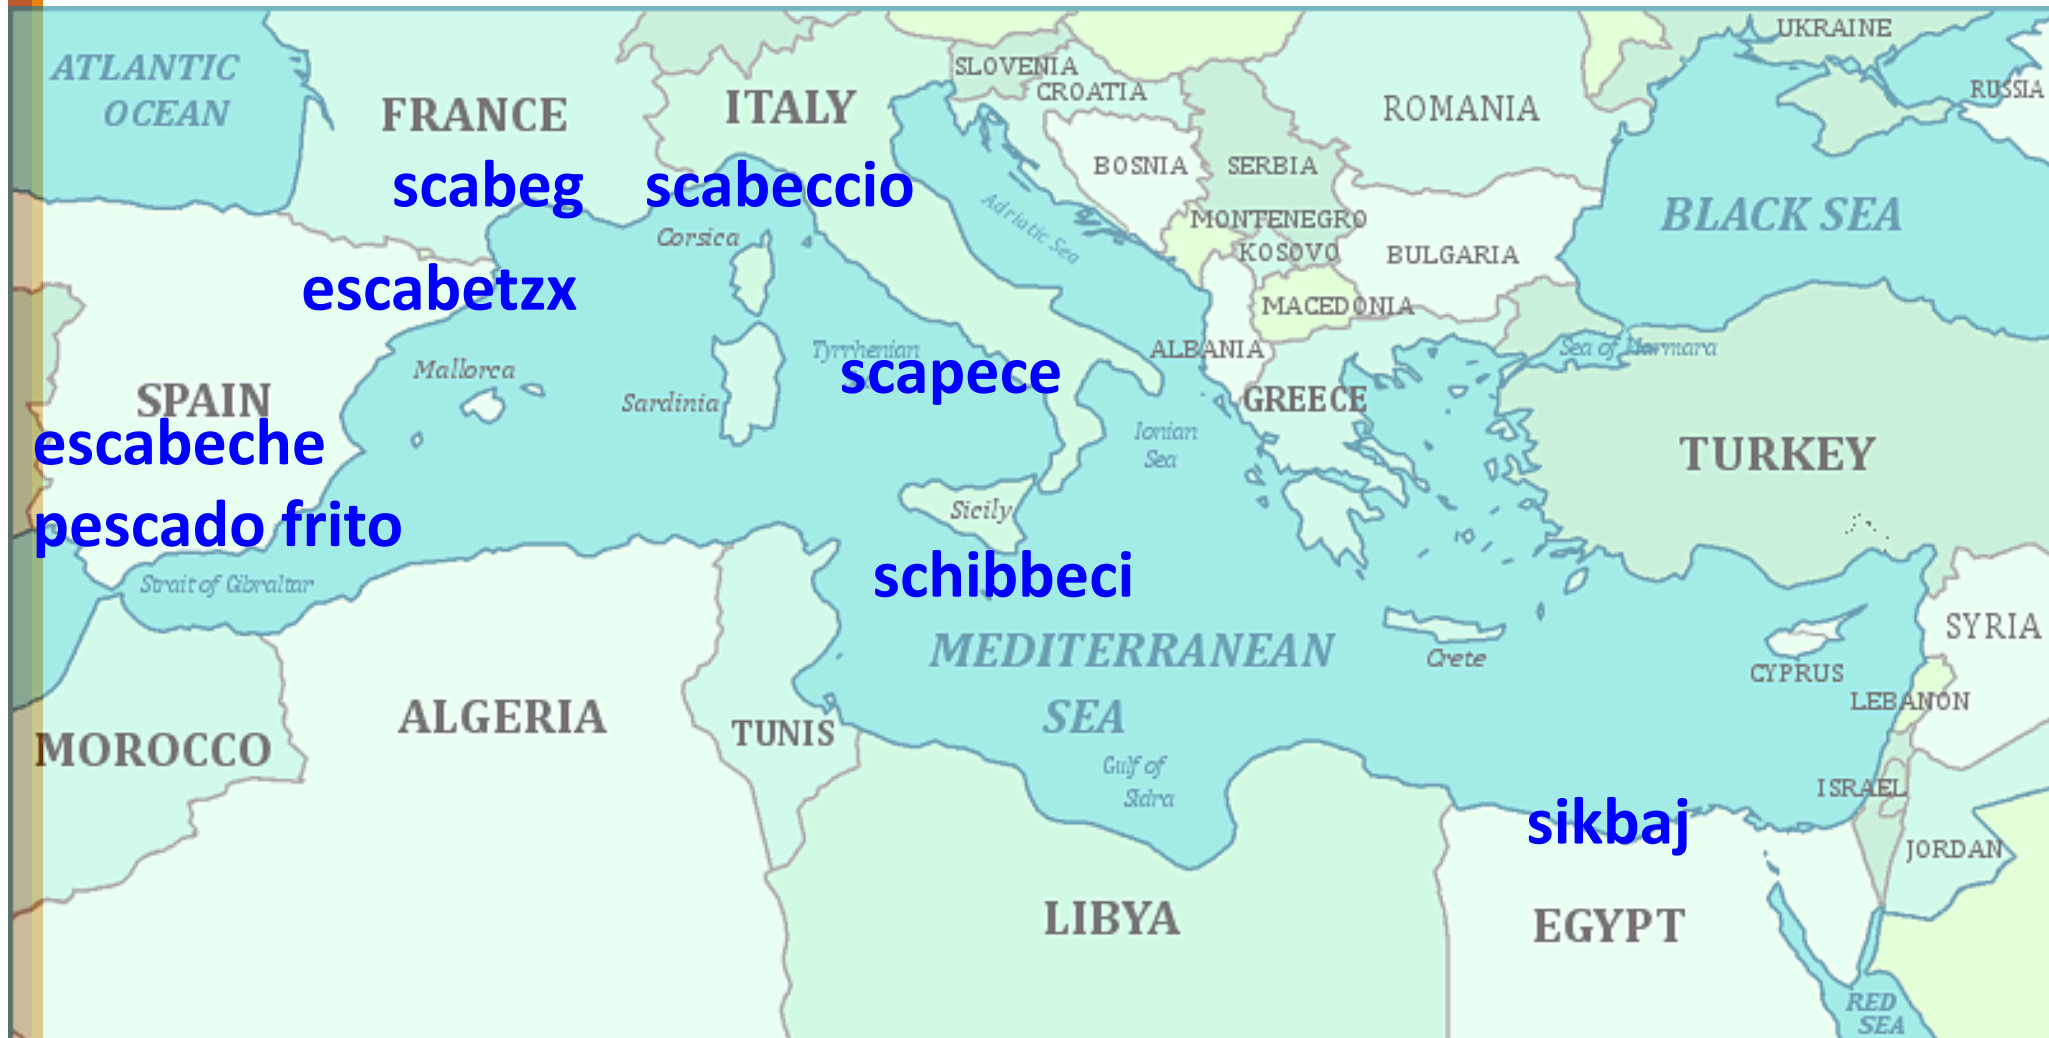 UKRAINE
ATLANTIC
OCEAN
SLOVENIA
CROATIA
RUSSIA
FRANCE
ITALY
ROMANIA
BOSNIA
SERBIA
scabeg
scabeccio
Adriatic Sea
MONTENEGRO
BLACK SEA
Corsica
KOSOVO
BULGARIA
escabetzx
MACEDONIA
Tyrrhenian
ALBANIA
Sea of Marmara
Mallorca
scapece
SPAIN
Sardinia
GREECE
escabeche
Ionian
Sea
TURKEY
pescado frito
Sicily
Strait of Gibraltar
schibbeci
MEDITERRANEAN
SEA
Crete
SYRIA
CYPRUS
LEBANON
MOROCCO
ALGERIA
TUNIS
Gulf of
Sidra
ISRAEL
sikbaj
JORDAN
LIBYA
EGYPT
RED
SEA